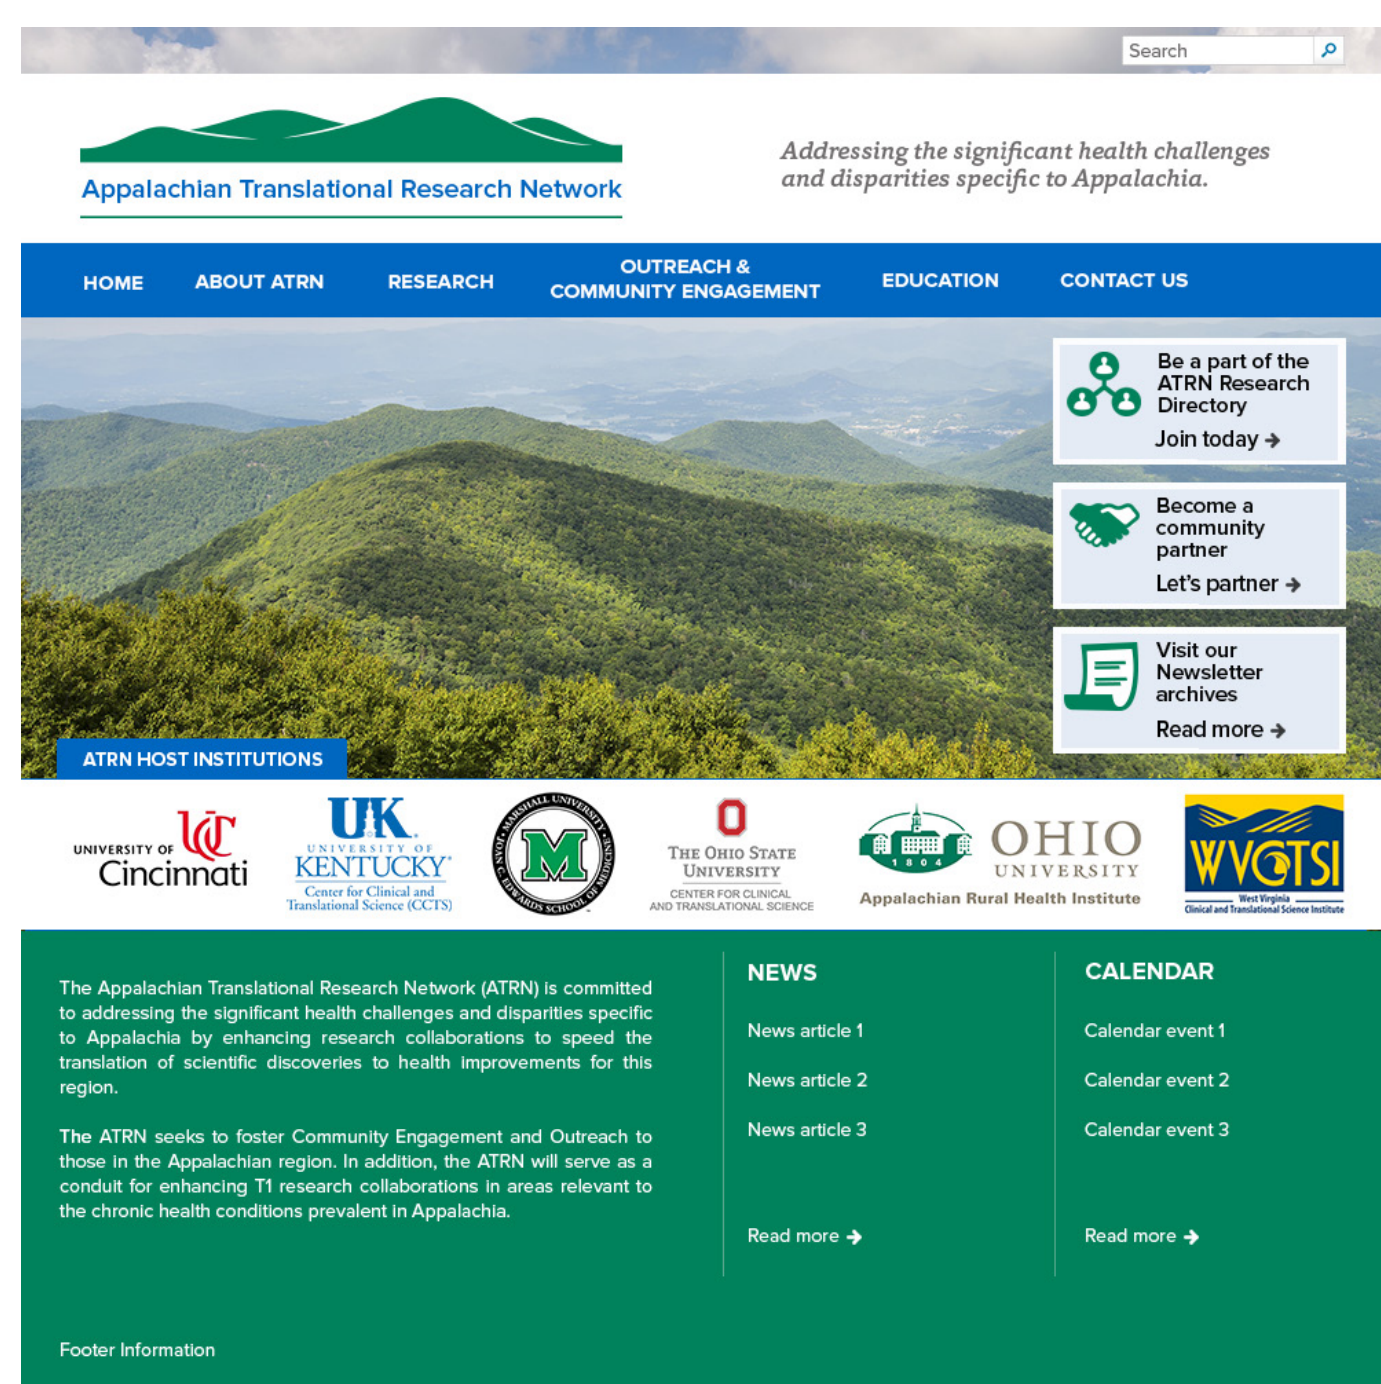 Search
Appalachian Translational Research Network
Addressing the significant health challenges
and disparities specific to Appalachia.
HOME
ABOUT ATRN
RESEARCH
OUTREACH &
COMMUNITY ENGAGEMENT
EDUCATION
CONTACT US
Be a part of the
ATRN Research
Directory
Join today
Become a
community
partner
Let's partner
Visit our
Newsletter
archives
Read more
ATRN HOST INSTITUTIONS
UC
UNIVERSITY OF
Cincinnati
UK
UNIVERSITY OF
KENTUCKY®
Center for Clinical and
Translational Science (CCTS)
MARSHALL UNIVERSITY
JOAN C. EDWARDS SCHOOL OF MEDICINE
M
O
THE OHIO STATE
UNIVERSITY
CENTER FOR CLINICAL
AND TRANSLATIONAL SCIENCE
1804
OHIO
UNIVERSITY
Appalachian Rural Health Institute
WVCTSI
West Virginia
Clinical and Translational Science Institute
The Appalachian Translational Research Network (ATRN) is committed
to addressing the significant health challenges and disparities specific
to Appalachia by enhancing research collaborations to speed the
translation of scientific discoveries to health improvements for this
region.
The ATRN seeks to foster Community Engagement and Outreach to
those in the Appalachian region. In addition, the ATRN will serve as a
conduit for enhancing T1 research collaborations in areas relevant to
the chronic health conditions prevalent in Appalachia.
NEWS
News article 1
News article 2
News article 3
Read more
CALENDAR
Calendar event 1
Calendar event 2
Calendar event 3
Read more
Footer Information